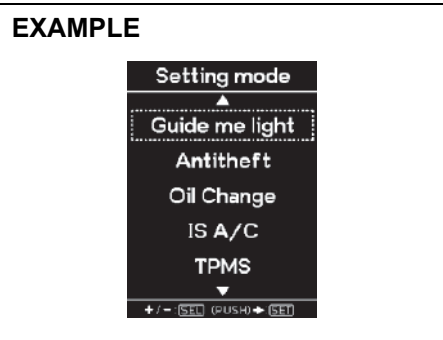 EXAMPLE
Setting mode
Guide me light
Antitheft
Oil Change
IS A/C
TPMS
+/-:SEL (PUSH)➔SET